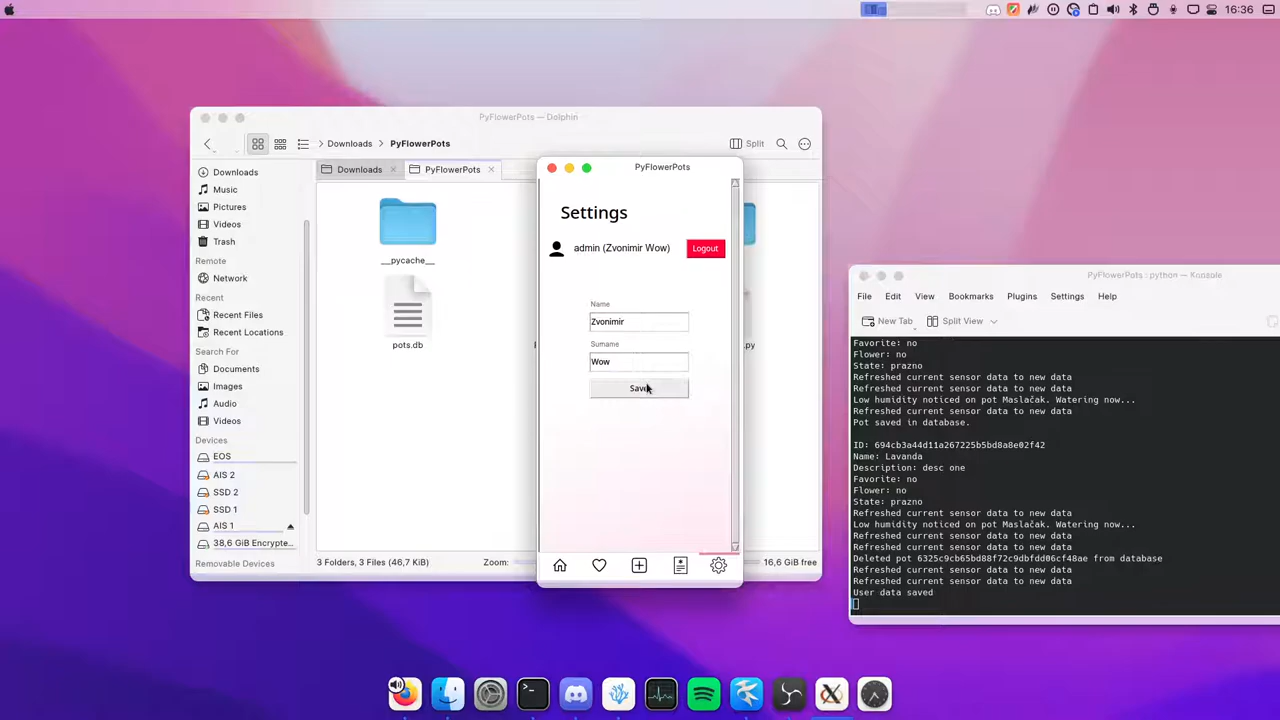 16:36
PyFlowerPots — Dolphin
Downloads
PyFlowerPots
Split
Downloads
PyFlowerPots
Downloads
Music
Pictures
Videos
Trash
Remote
Network
Recent
Recent Files
Recent Locations
Search For
Documents
Images
Audio
Videos
Devices
EOS
AIS 2
SSD 2
SSD 1
AIS 1
38,6 GiB Encrypte...
Removable Devices
__pycache__
pots.db
.py
3 Folders, 3 Files (46,7 KiB)
Zoom:
16,6 GiB free
PyFlowerPots
Settings
admin (Zvonimir Wow)
Logout
Name
Zvonimir
Surname
Wow
Save
PyFlowerPots : python — Konsole
File Edit View Bookmarks Plugins Settings Help
New Tab
Split View
Favorite: no
Flower: no
State: prazno
Refreshed current sensor data to new data
Refreshed current sensor data to new data
Low humidity noticed on pot Maslačak. Watering now...
Refreshed current sensor data to new data
Pot saved in database.
ID: 694cb3a44d11a267225b5bd8a8e02f42
Name: Lavanda
Description: desc one
Favorite: no
Flower: no
State: prazno
Refreshed current sensor data to new data
Low humidity noticed on pot Maslačak. Watering now...
Refreshed current sensor data to new data
Refreshed current sensor data to new data
Deleted pot 6325c9cb65bd88f72c9dbfdd06cf48ae from database
Refreshed current sensor data to new data
Refreshed current sensor data to new data
User data saved